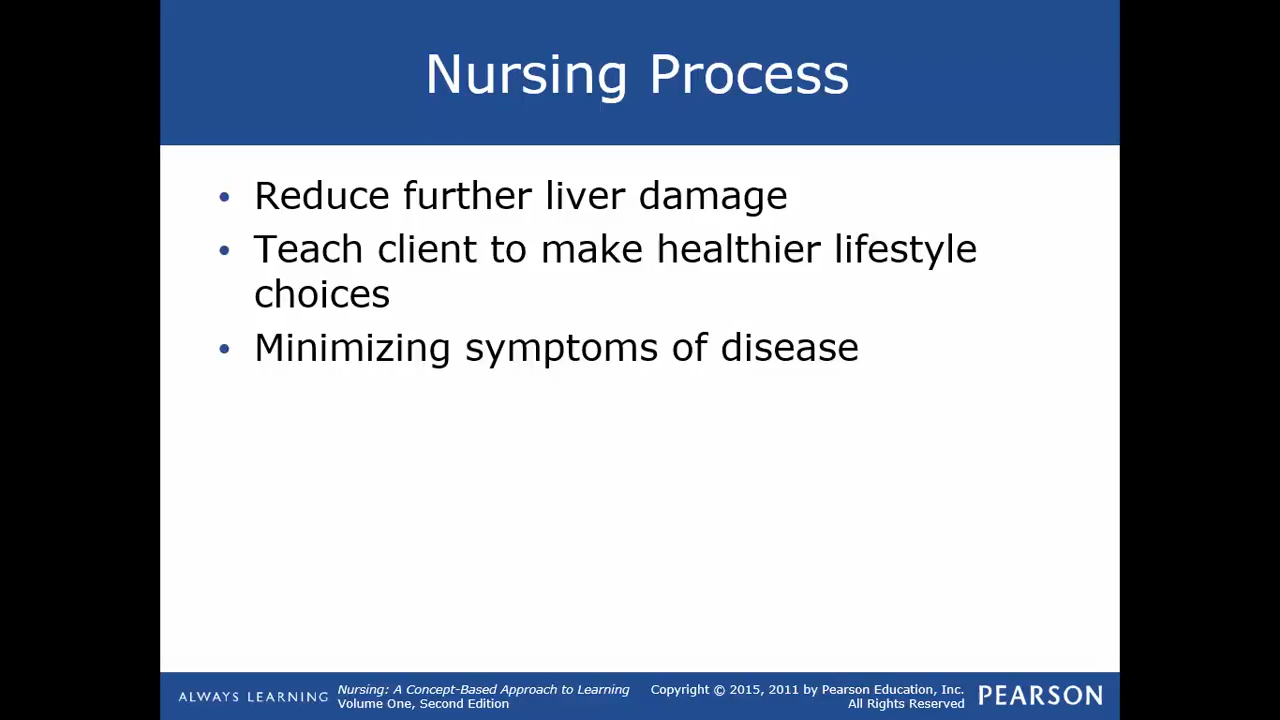 Nursing Process
• Reduce further liver damage
• Teach client to make healthier lifestyle
choices
• Minimizing symptoms of disease
ALWAYS LEARNING
Nursing: A Concept-Based Approach to Learning
Volume One, Second Edition
Copyright © 2015, 2011 by Pearson Education, Inc.
All Rights Reserved
PEARSON